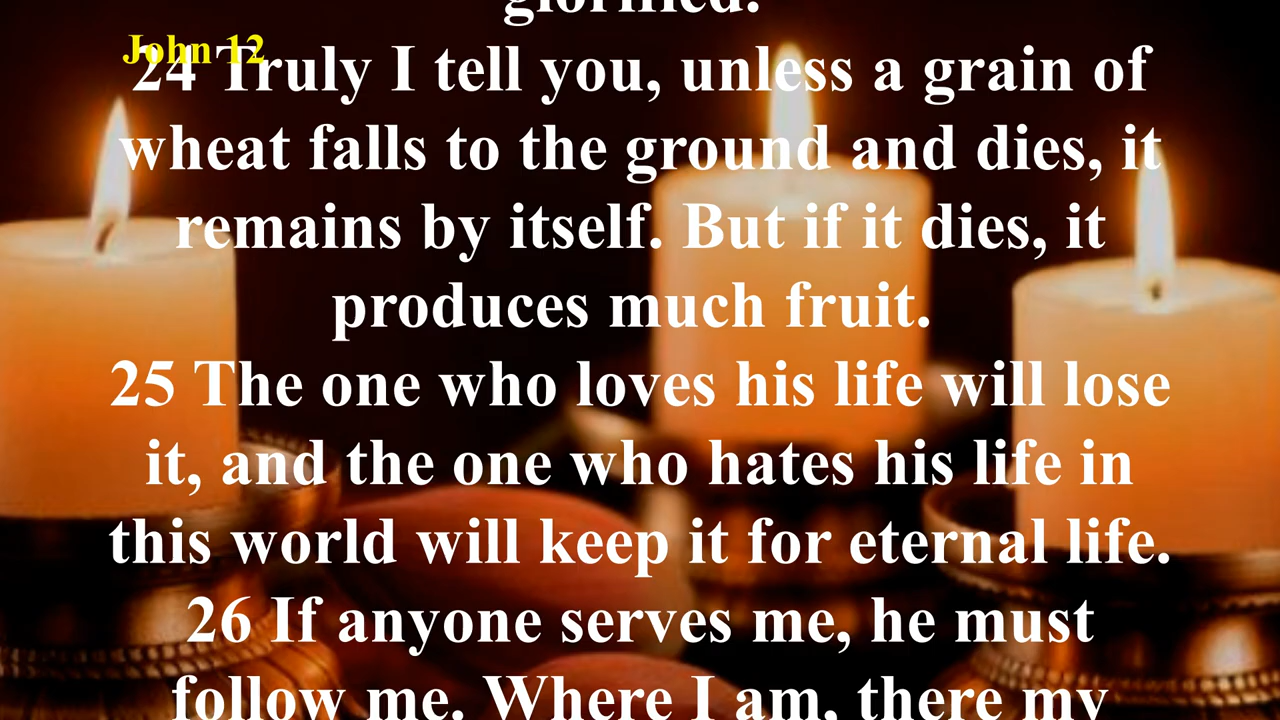 glorified.
John 12
24 Truly I tell you, unless a grain of
wheat falls to the ground and dies, it
remains by itself. But if it dies, it
produces much fruit.
25 The one who loves his life will lose
it, and the one who hates his life in
this world will keep it for eternal life.
26 If anyone serves me, he must
follow me. Where I am, there my